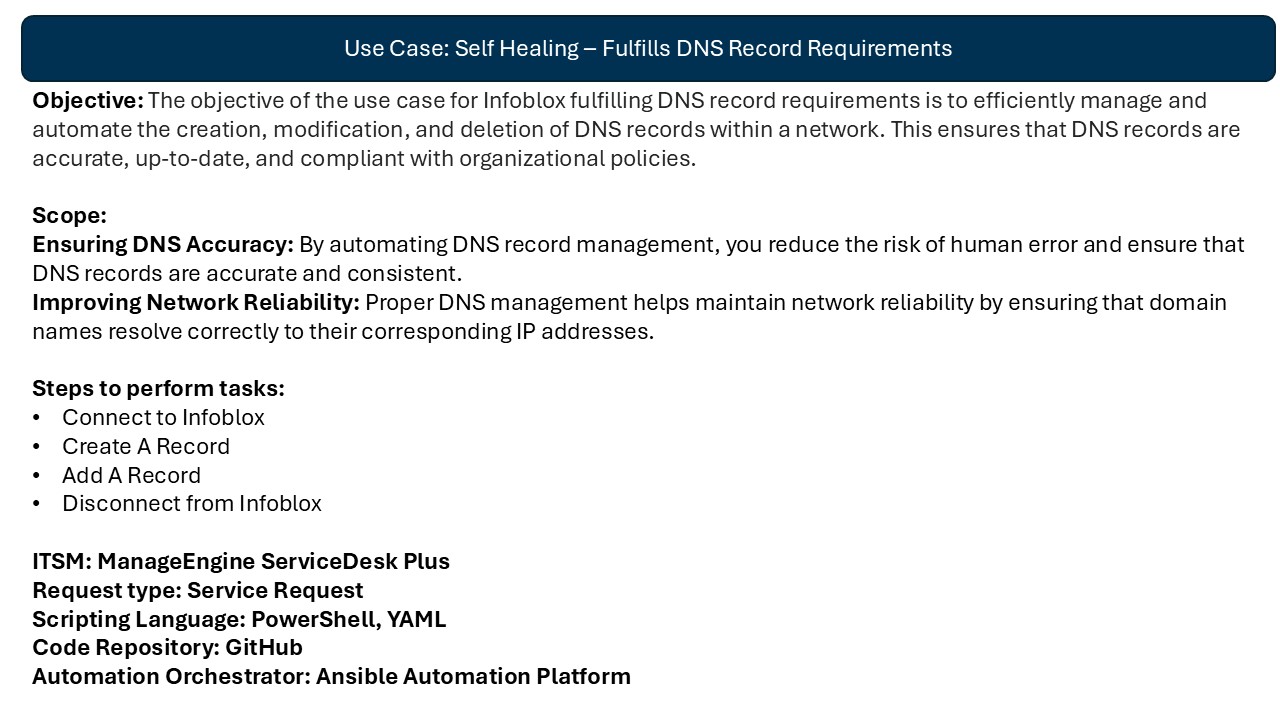 Use Case: Self Healing – Fulfills DNS Record Requirements
Objective: The objective of the use case for Infoblox fulfilling DNS record requirements is to efficiently manage and
automate the creation, modification, and deletion of DNS records within a network. This ensures that DNS records are
accurate, up-to-date, and compliant with organizational policies.
Scope:
Ensuring DNS Accuracy: By automating DNS record management, you reduce the risk of human error and ensure that
DNS records are accurate and consistent.
Improving Network Reliability: Proper DNS management helps maintain network reliability by ensuring that domain
names resolve correctly to their corresponding IP addresses.
Steps to perform tasks:
• Connect to Infoblox
• Create A Record
• Add A Record
• Disconnect from Infoblox
ITSM: ManageEngine ServiceDesk Plus
Request type: Service Request
Scripting Language: PowerShell, YAML
Code Repository: GitHub
Automation Orchestrator: Ansible Automation Platform